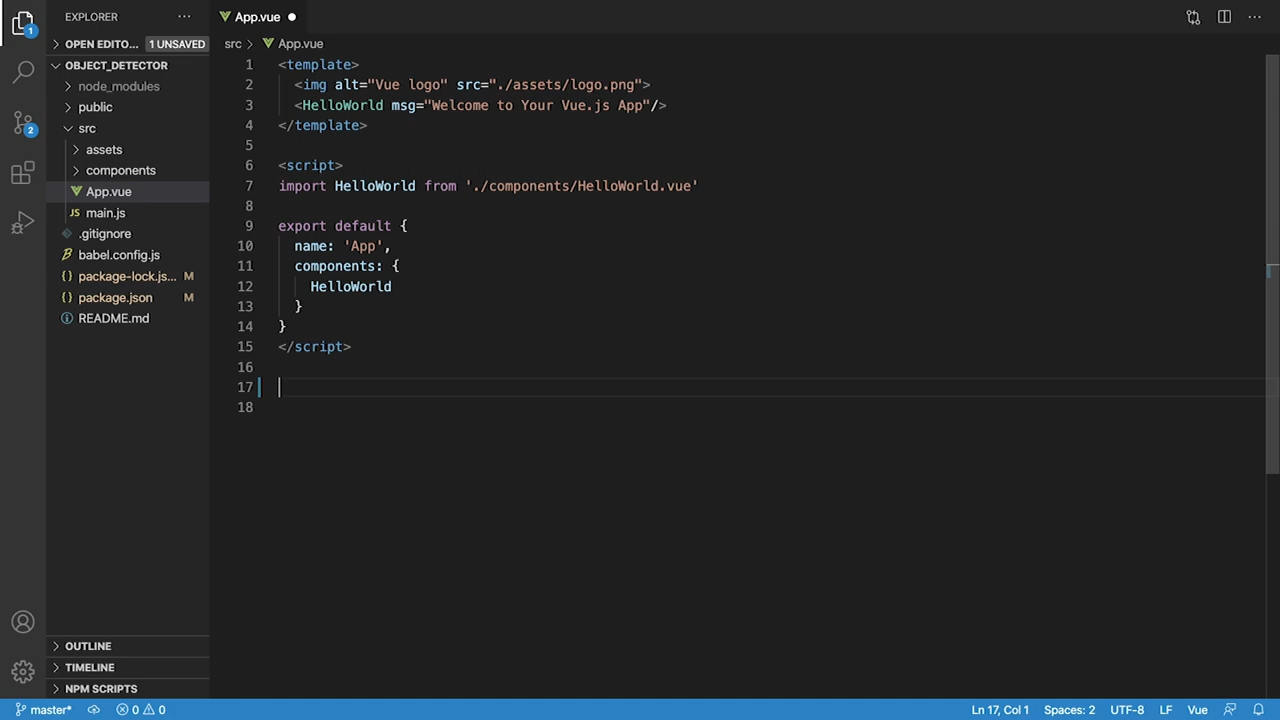 EXPLORER
···
App.vue
1
OPEN EDITO...
1 UNSAVED
src
App.vue
OBJECT_DETECTOR
node_modules
public
src
assets
components
App.vue
JS main.js
.gitignore
babel.config.js
{} package-lock.js... M
{} package.json M
README.md
2
1 <template>
2 <img alt="Vue logo" src="./assets/logo.png">
3 <HelloWorld msg="Welcome to Your Vue.js App"/>
4 </template>
5
6 <script>
7 import HelloWorld from './components/HelloWorld.vue'
8
9 export default {
10 name: 'App',
11 components: {
12 HelloWorld
13 }
14 }
15 </script>
16
17
18
OUTLINE
TIMELINE
NPM SCRIPTS
master*
0
0
Ln 17, Col 1
Spaces: 2
UTF-8
LF
Vue